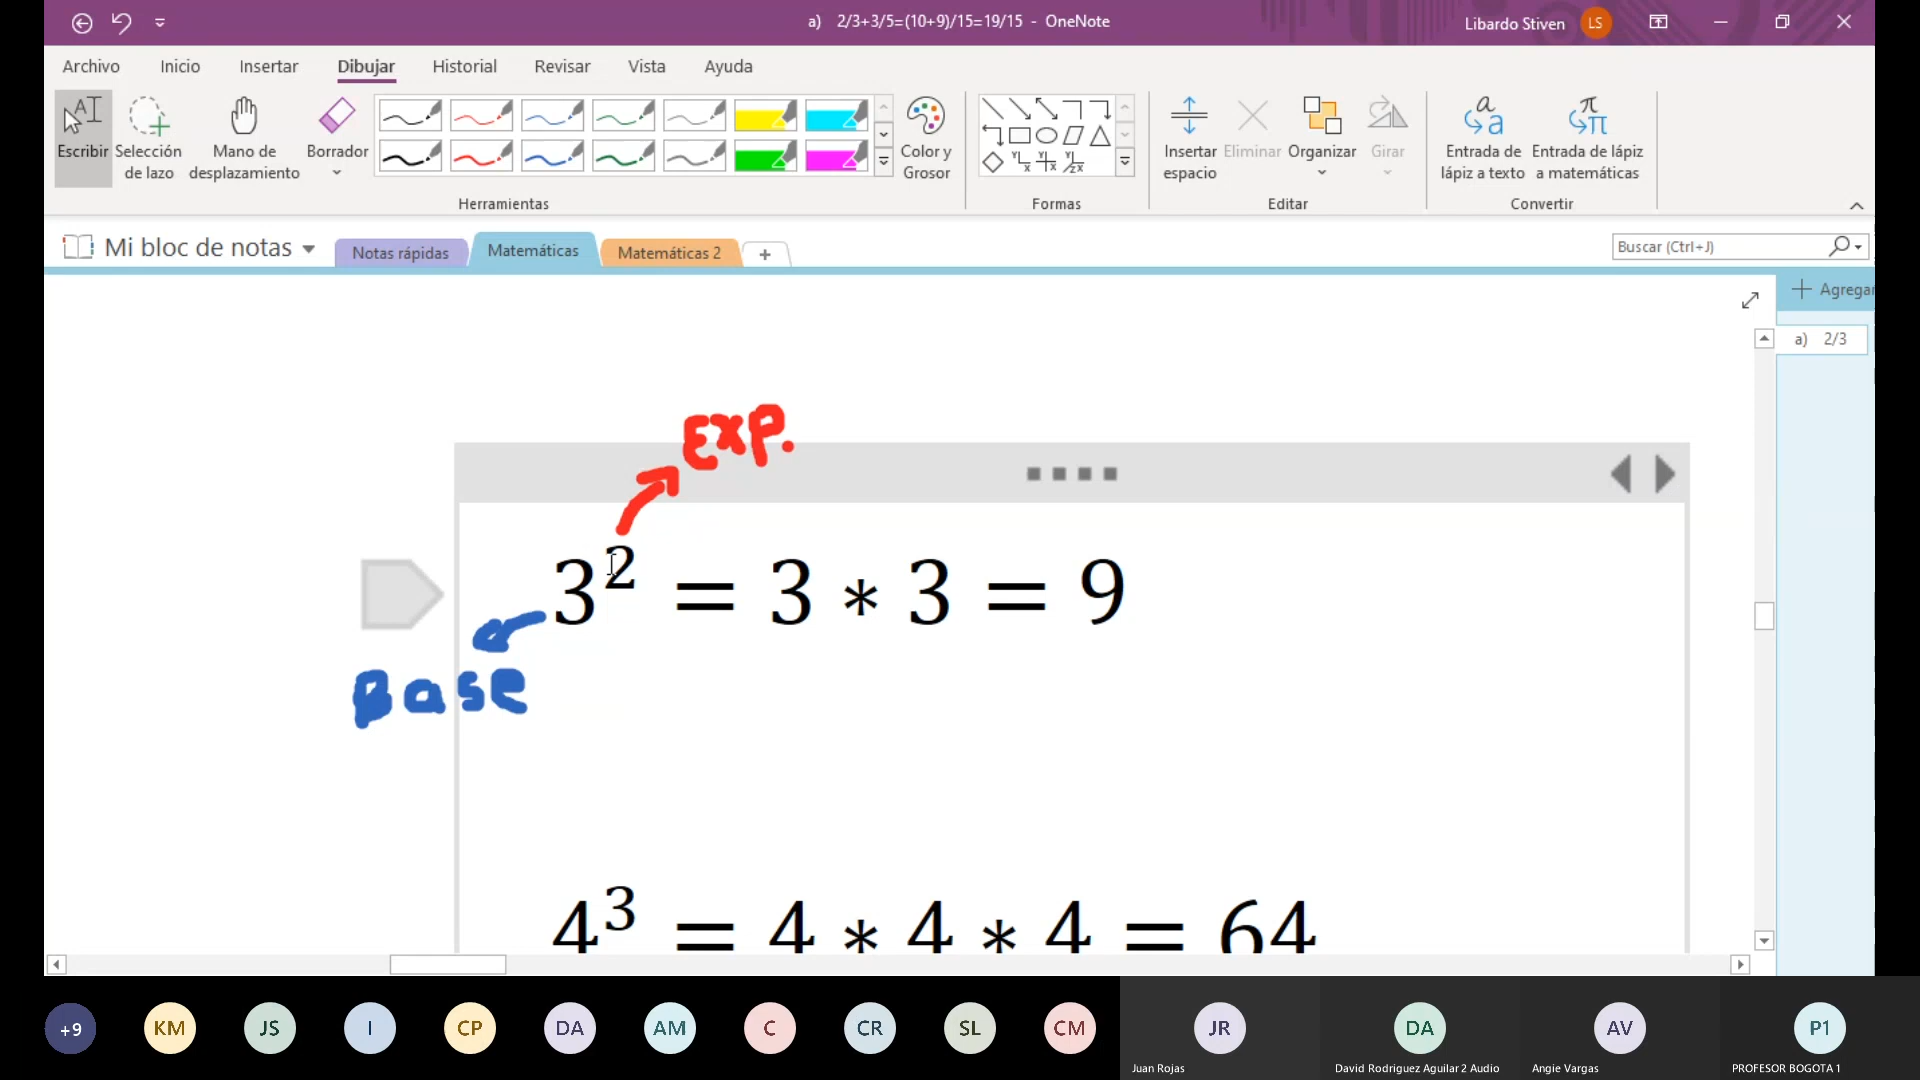 a) 2/3+3/5=(10+9)/15=19/15 - OneNote
Libardo Stiven LS
Archivo Inicio Insertar Dibujar Historial Revisar Vista Ayuda
Escribir
Selección de lazo
Mano de desplazamiento
Borrador
Color y Grosor
Insertar espacio
Eliminar
Organizar
Girar
Entrada de lápiz a texto
Entrada de lápiz a matemáticas
Herramientas Formas Editar Convertir
Mi bloc de notas Notas rápidas Matemáticas Matemáticas 2 +
Buscar (Ctrl+J)
Agregar
a) 2/3
Exp.
3² = 3 * 3 = 9
Base
4³ = 4 * 4 * 4 = 64
+9 KM JS I CP DA AM C CR SL CM JR DA AV P1
Juan Rojas David Rodriguez Aguilar 2 Audio Angie Vargas PROFESOR BOGOTA 1